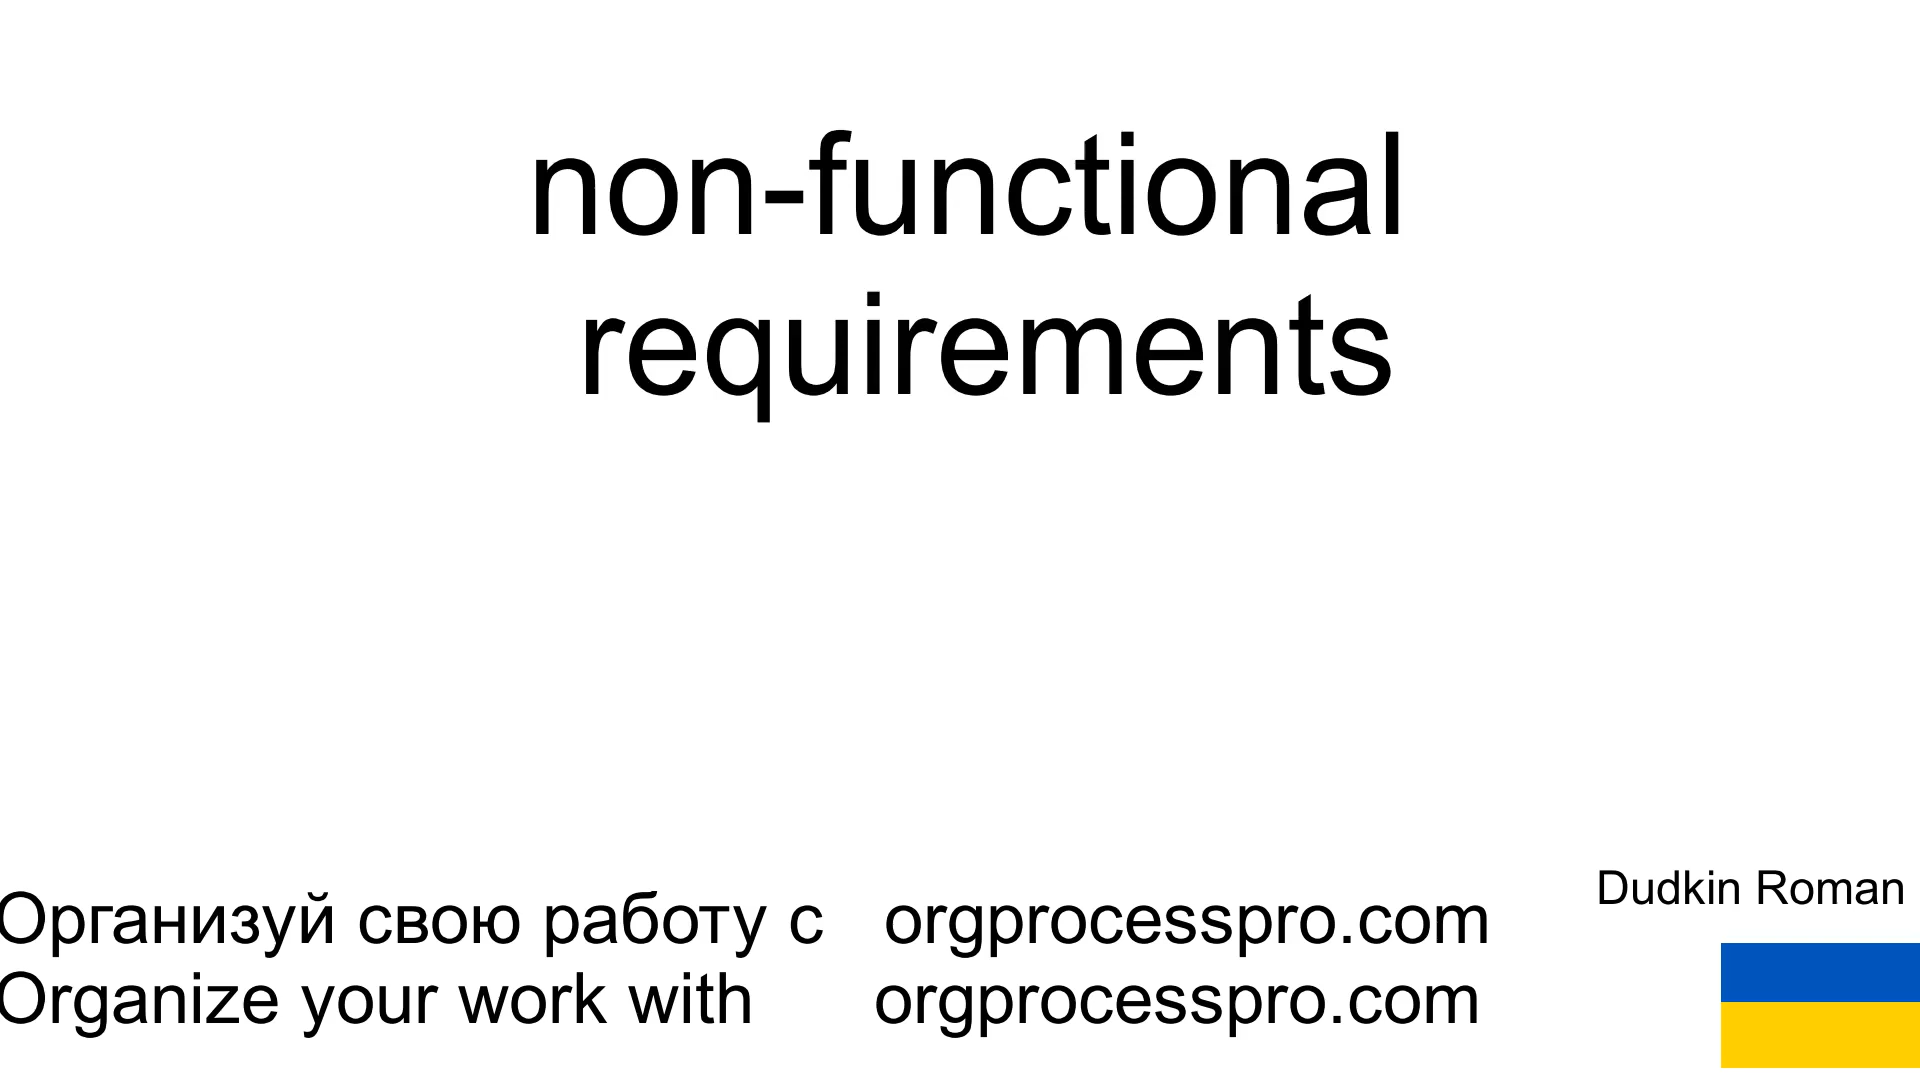 non-functional
requirements
Dudkin Roman
Организуй свою работу с orgprocesspro.com
Organize your work with orgprocesspro.com